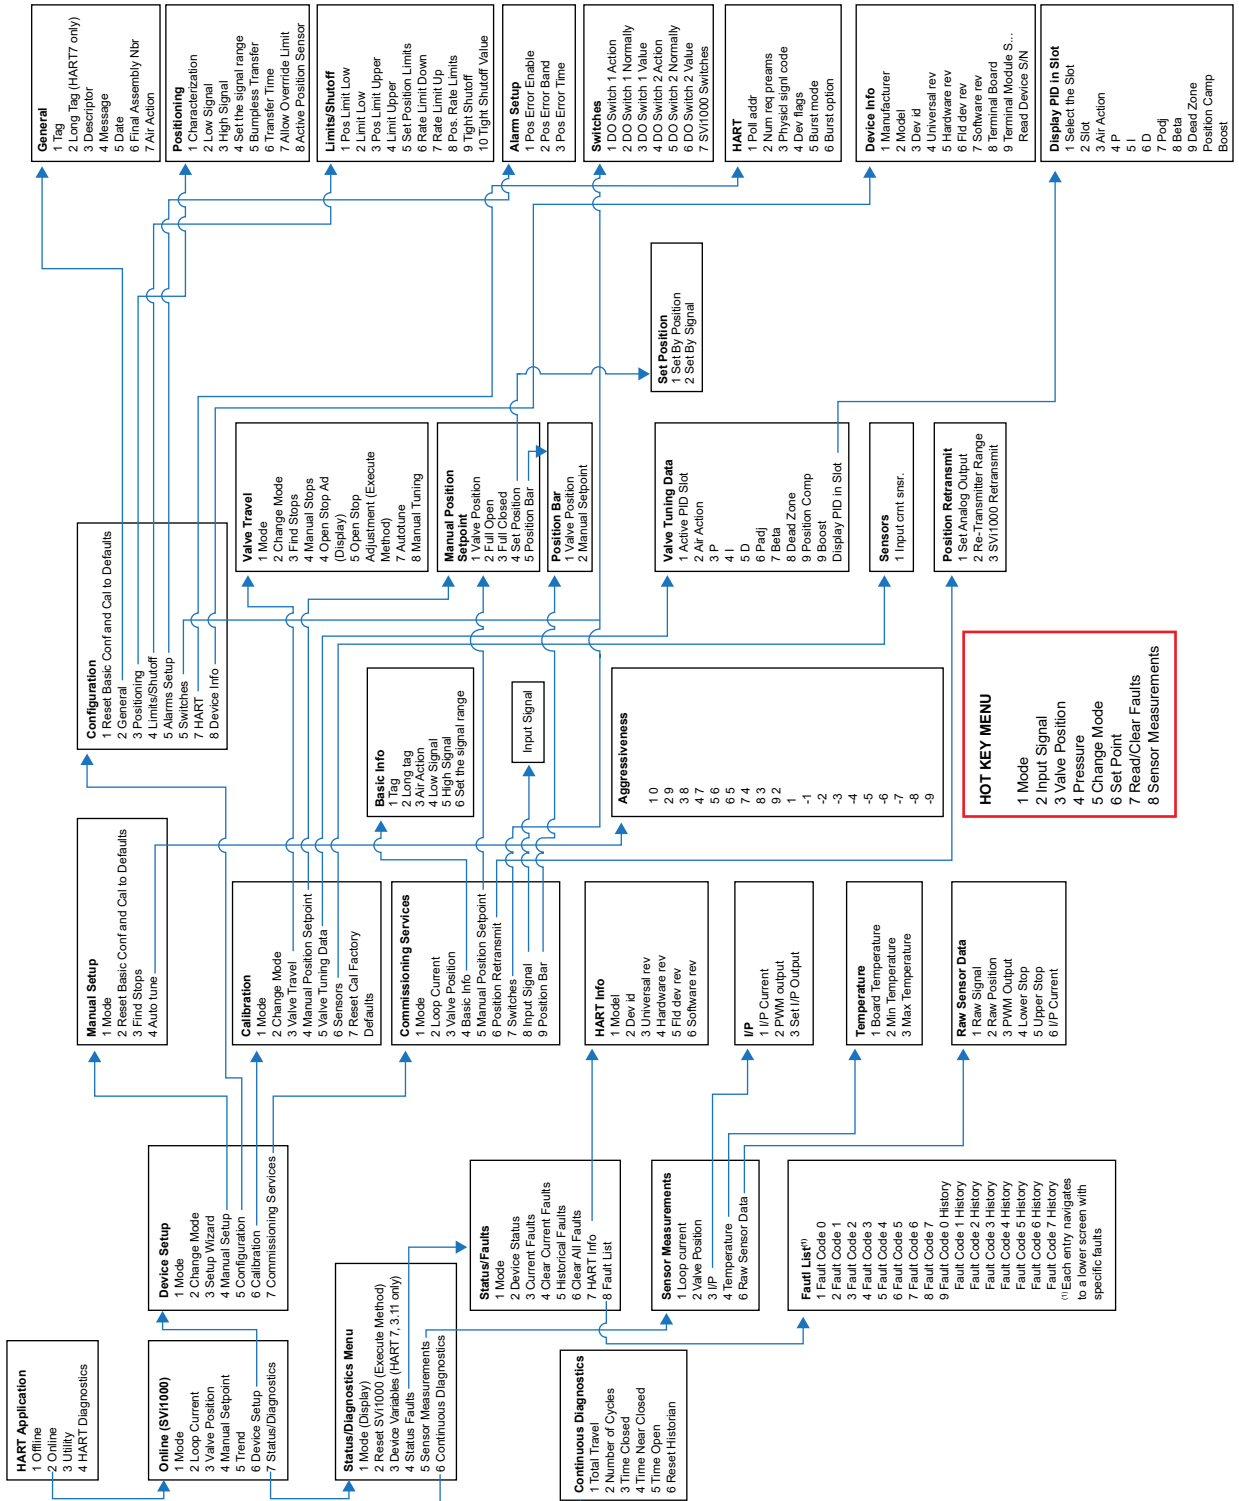 HART Application
1 Offline
2 Online
3 Utility
4 HART Diagnostics
Online (SVi1000)
1 Mode
2 Loop Current
3 Valve Position
4 Manual Setpoint
5 Trend
6 Device Setup
7 Status/Diagnostics
Status/Diagnostics Menu
1 Mode (Display)
2 Reset SVi1000 (Execute Method)
3 Device Variables (HART 7, 3.11 only)
4 Status Faults
5 Sensor Measurements
6 Continuous Diagnostics
Continuous Diagnostics
1 Total Travel
2 Number of Cycles
3 Time Closed
4 Time Near Closed
5 Time Open
6 Reset Historian
Device Setup
1 Mode
2 Change Mode
3 Setup Wizard
4 Manual Setup
5 Configuration
6 Calibration
7 Commissioning Services
Status/Faults
1 Mode
2 Device Status
3 Current Faults
4 Clear Current Faults
5 Historical Faults
6 Clear All Faults
7 HART Info
8 Fault List
Sensor Measurements
1 Loop current
2 Valve Position
3 I/P
4 Temperature
6 Raw Sensor Data
Fautl List(1)
1 Fault Code 0
2 Fault Code 1
3 Fault Code 2
4 Fault Code 3
5 Fault Code 4
6 Fault Code 5
7 Fault Code 6
8 Fault Code 7
9 Fault Code 0 History
Fault Code 1 History
Fault Code 2 History
Fault Code 3 History
Fault Code 4 History
Fault Code 5 History
Fault Code 6 History
Fault Code 7 History
(1) Each entry navigates
to a lower screen with
specific faults
Manual Setup
1 Mode
2 Reset Basic Conf and Cal to Defaults
3 Find Stops
4 Auto tune
Calibration
1 Mode
2 Change Mode
3 Valve Travel
4 Manual Position Setpoint
5 Valve Tuning Data
6 Sensors
7 Reset Cal Factory
Defaults
Commissioning Services
1 Mode
2 Loop Current
3 Valve Position
4 Basic Info
5 Manual Position Setpoint
6 Position Retransmit
7 Switches
8 Input Signal
9 Position Bar
HART Info
1 Model
2 Dev id
3 Universal rev
4 Hardware rev
5 Fld dev rev
6 Software rev
I/P
1 I/P Current
2 PWM output
3 Set I/P Output
Temperature
1 Board Temperature
2 Min Temperature
3 Max Temperature
Raw Sensor Data
1 Raw Signal
2 Raw Position
3 PWM Output
4 Lower Stop
5 Upper Stop
6 I/P Current
Configuration
1 Reset Basic Conf and Cal to Defaults
2 General
3 Positioning
4 Limits/Shutoff
5 Alarms Setup
5 Switches
7 HART
8 Device Info
Basic Info
1 Tag
2 Long tag
3 Air Action
4 Low Signal
5 High Signal
6 Set the signal range
Input Signal
Aggressiveness
1 0
2 9
3 8
4 7
5 6
6 5
7 4
8 3
9 2
1
-1
-2
-3
-4
-5
-6
-7
-8
-9
HOT KEY MENU
1 Mode
2 Input Signal
3 Valve Position
4 Pressure
5 Change Mode
6 Set Point
7 Read/Clear Faults
8 Sensor Measurements
Valve Travel
1 Mode
2 Change Mode
3 Find Stops
4 Manual Stops
4 Open Stop Ad
(Display)
5 Open Stop
Adjustment (Execute
Method)
7 Autotune
8 Manual Tuning
Manual Position
Setpoint
1 Valve Position
2 Full Open
3 Full Closed
4 Set Position
5 Position Bar
Position Bar
1 Valve Position
2 Manual Setpoint
Valve Tuning Data
1 Active PID Slot
2 Air Action
3 P
4 I
5 D
6 Padj
7 Beta
8 Dead Zone
9 Position Comp
9 Boost
Display PID in Slot
Sensors
1 Input crnt snsr.
Position Retransmit
1 Set Analog Output
2 Re-Transmitter Range
3 SVi1000 Retransmit
Set Position
1 Set By Position
2 Set By Signal
General
1 Tag
2 Long Tag (HART7 only)
3 Descriptor
4 Message
5 Date
6 Final Assembly Nbr
7 Air Action
Positioning
1 Characterization
2 Low Signal
3 High Signal
4 Set the signal range
5 Bumpless Transfer
6 Transfer Time
7 Allow Override Limit
8 Active Position Sensor
Limits/Shutoff
1 Pos Limit Low
2 Limit Low
3 Pos Limit Upper
4 Limit Upper
5 Set Position Limits
6 Rate Limit Down
7 Rate Limit Up
8 Pos. Rate Limits
9 Tight Shutoff
10 Tight Shutoff Value
Alarm Setup
1 Pos Error Enable
2 Pos Error Band
3 Pos Error Time
Switches
1 DO Switch 1 Action
2 DO Switch 1 Normally
3 DO Switch 1 Value
4 DO Switch 2 Action
5 DO Switch 2 Normally
6 DO Switch 2 Value
7 SVI1000 Switches
HART
1 Poll addr
2 Num req preams
3 Physicl signl code
4 Dev flags
5 Burst mode
6 Burst option
Device Info
1 Manufacturer
2 Model
3 Dev id
4 Universal rev
5 Hardware rev
6 Fld dev rev
7 Software rev
8 Terminal Board
9 Terminal Module S...
Read Device S/N
Display PID in Slot
1 Select the Slot
2 Slot
3 Air Action
4 P
5 I
6 D
7 Podj
8 Beta
9 Dead Zone
Position Camp
Boost